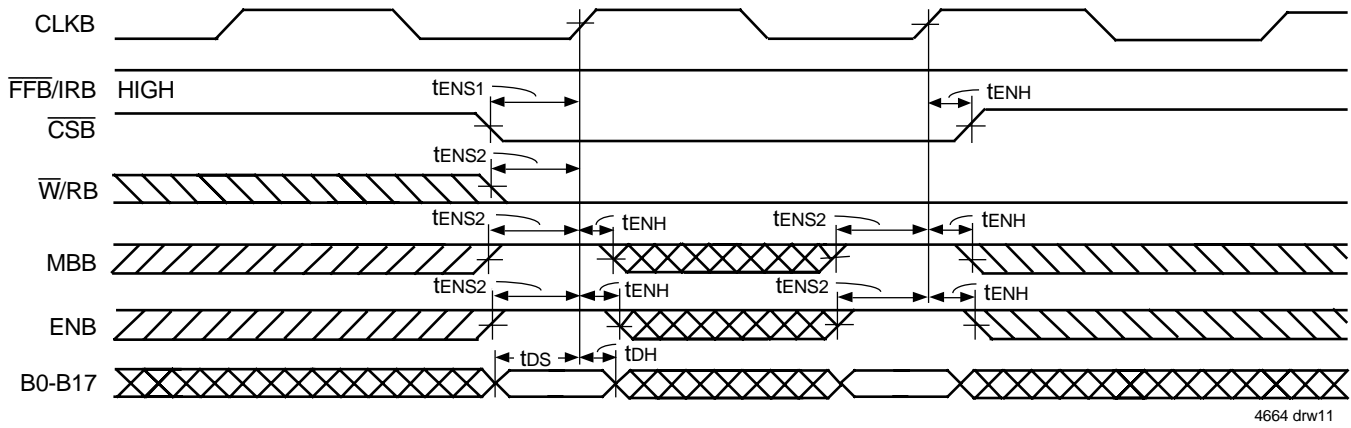 CLKB
FFB/IRB HIGH
tENS1
tENH
CSB
tENS2
W/RB
tENS2
tENH
tENS2
tENH
MBB
tENS2
tENH
tENS2
tENH
ENB
tDS
tDH
B0-B17
4664 drw11